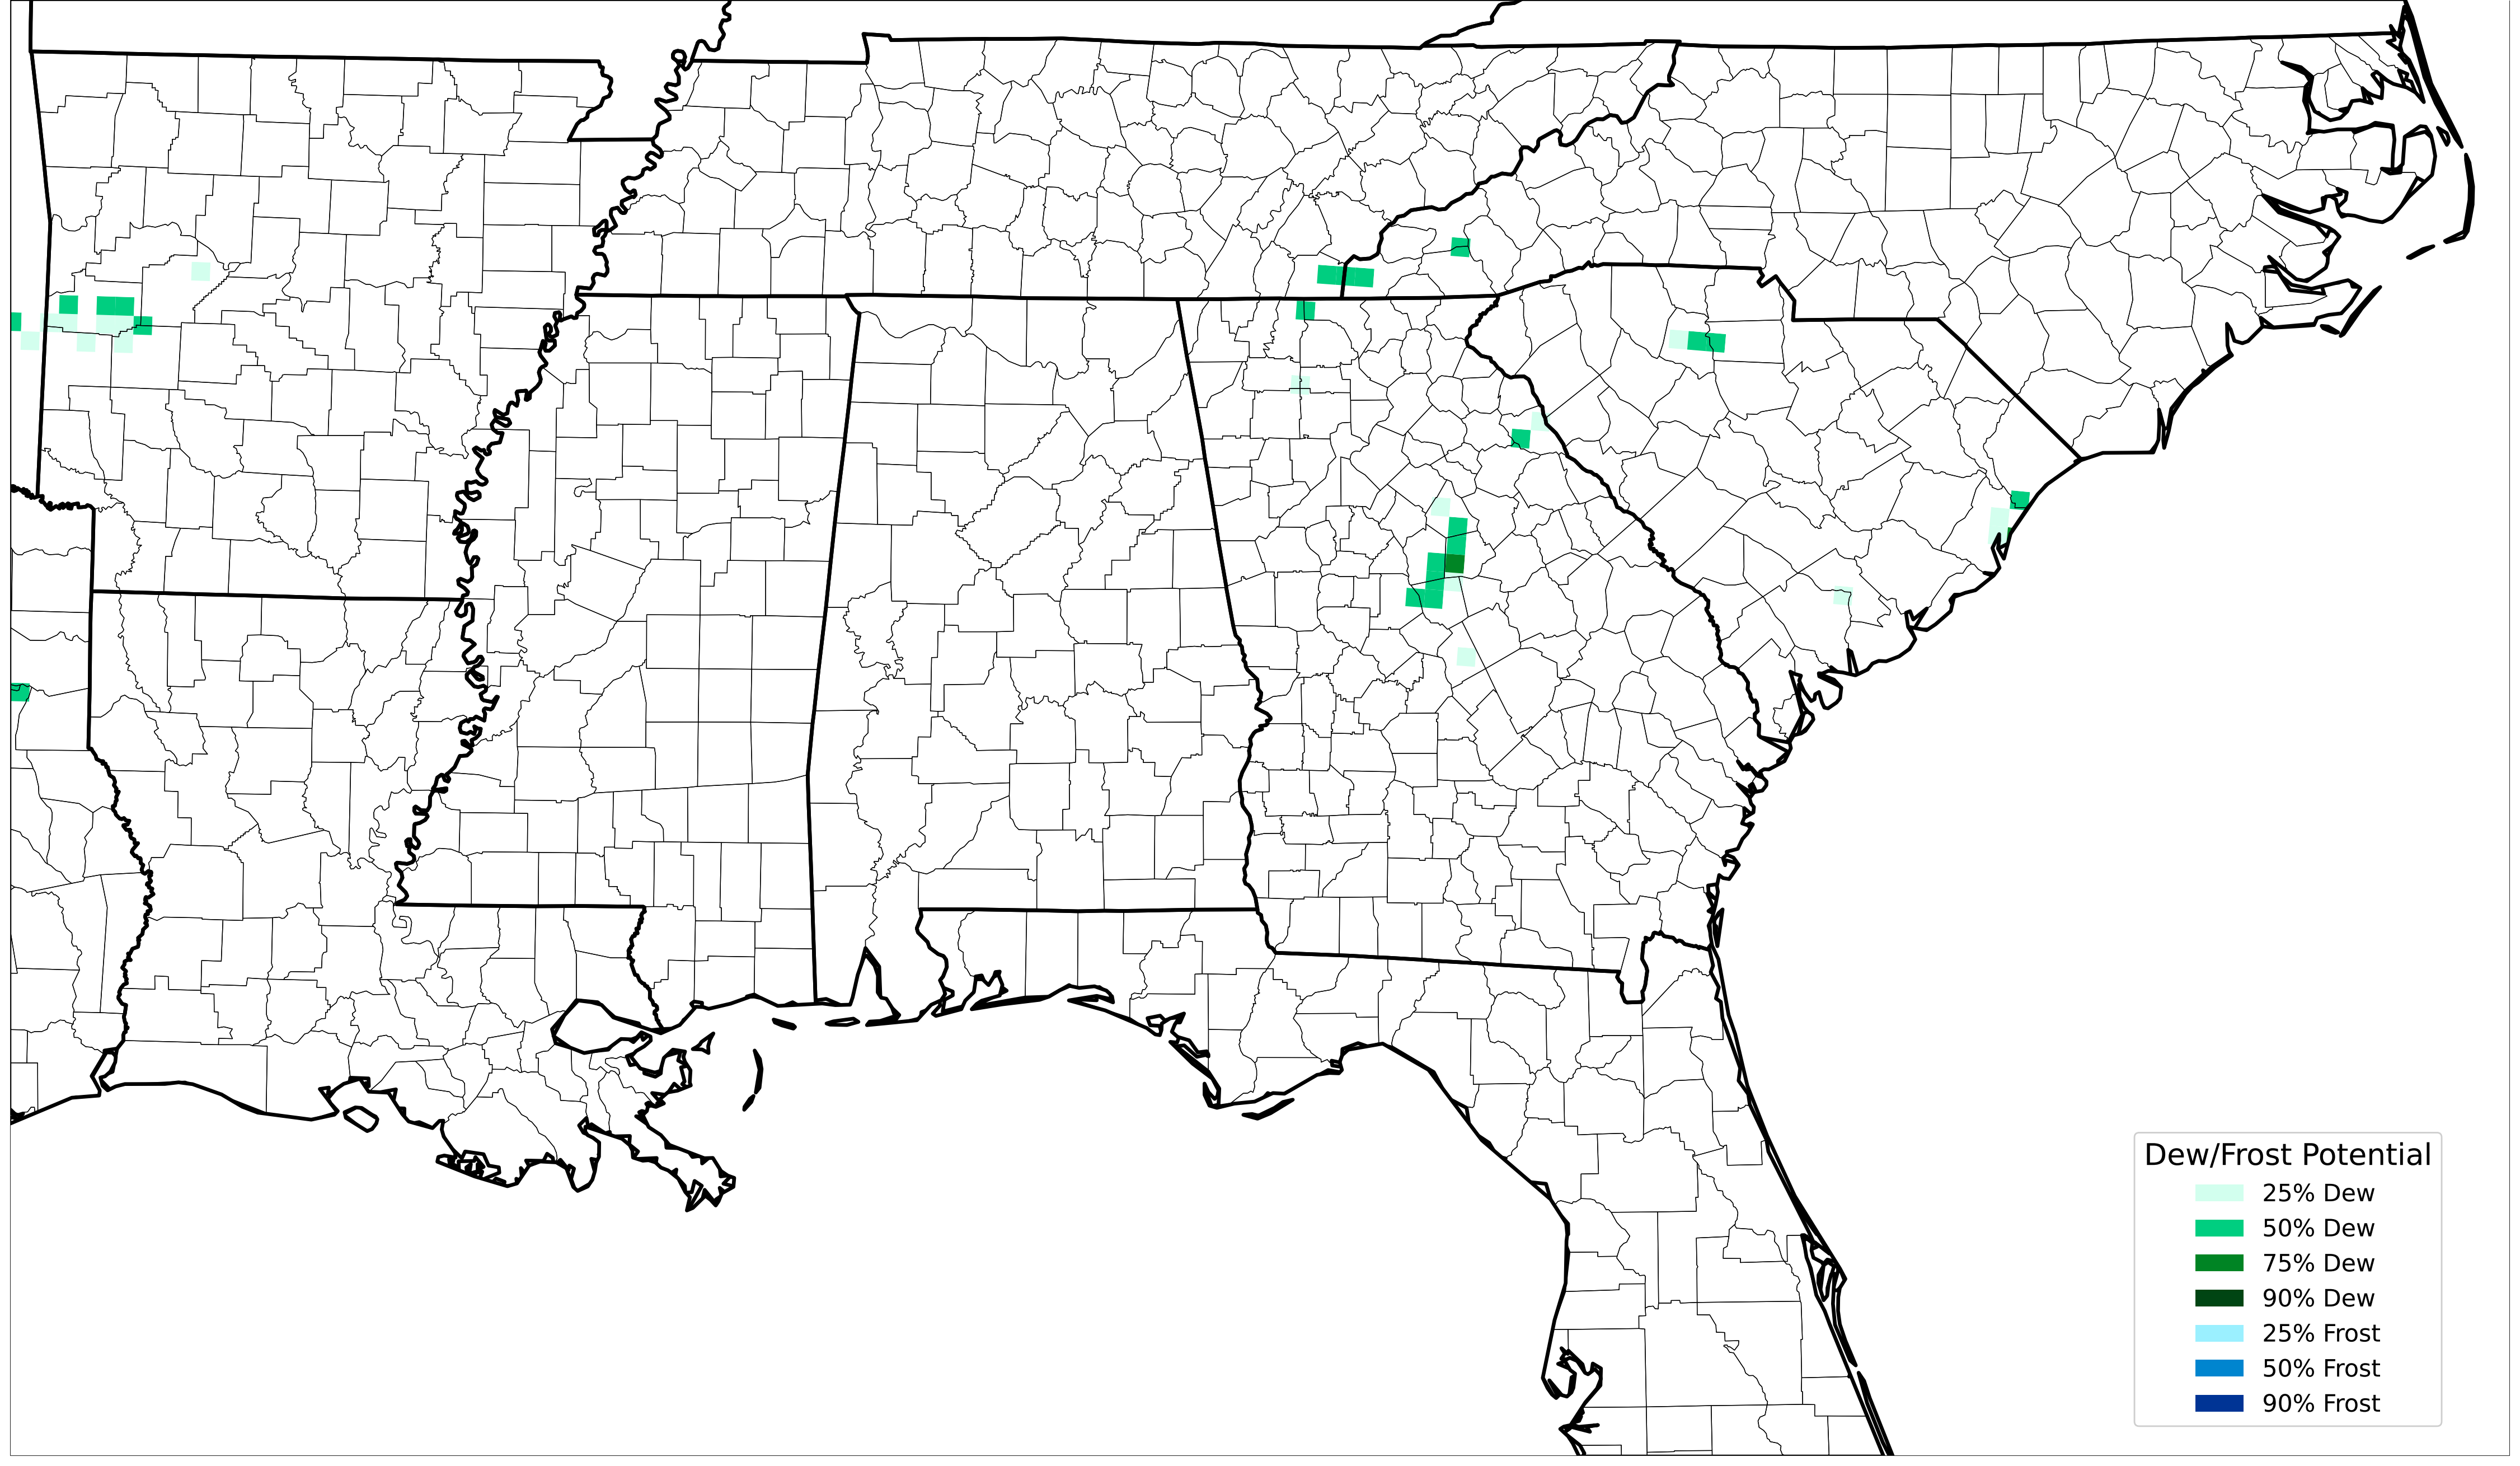 Dew/Frost Potential
25% Dew
50% Dew
75% Dew
90% Dew
25% Frost
50% Frost
90% Frost